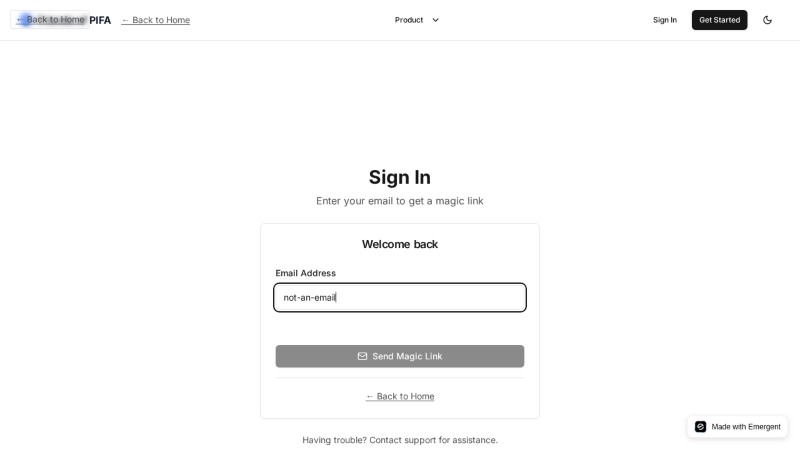 ← Back to Home PIFA ← Back to Home Product Sign In Get Started
Sign In
Enter your email to get a magic link
Welcome back
Email Address
not-an-email
Send Magic Link
← Back to Home
Made with Emergent
Having trouble? Contact support for assistance.